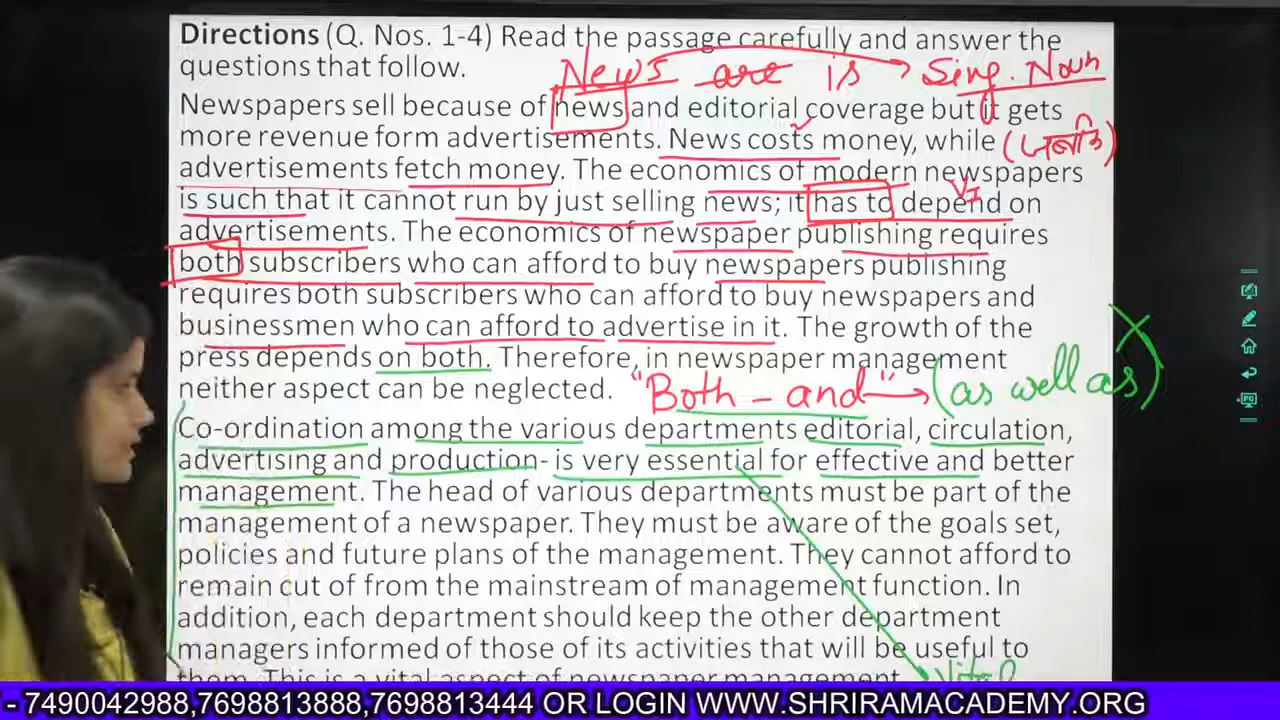 Directions (Q. Nos. 1-4) Read the passage carefully and answer the
questions that follow.
News are is → Sing. Noun
Newspapers sell because of news and editorial coverage but it gets
more revenue form advertisements. News costs money, while (जबकि)
advertisements fetch money. The economics of modern newspapers
is such that it cannot run by just selling news; it has to depend on
V1
advertisements. The economics of newspaper publishing requires
both subscribers who can afford to buy newspapers publishing
requires both subscribers who can afford to buy newspapers and
businessmen who can afford to advertise in it. The growth of the
press depends on both. Therefore, in newspaper management
neither aspect can be neglected. "Both - and" → (as well as)
Co-ordination among the various departments editorial, circulation,
advertising and production- is very essential for effective and better
management. The head of various departments must be part of the
management of a newspaper. They must be aware of the goals set,
policies and future plans of the management. They cannot afford to
remain cut of from the mainstream of management function. In
addition, each department should keep the other department
managers informed of those of its activities that will be useful to
them. This is a vital aspect of newspaper management
- 7490042988,7698813888,7698813444 OR LOGIN WWW.SHRIRAMACADEMY.ORG